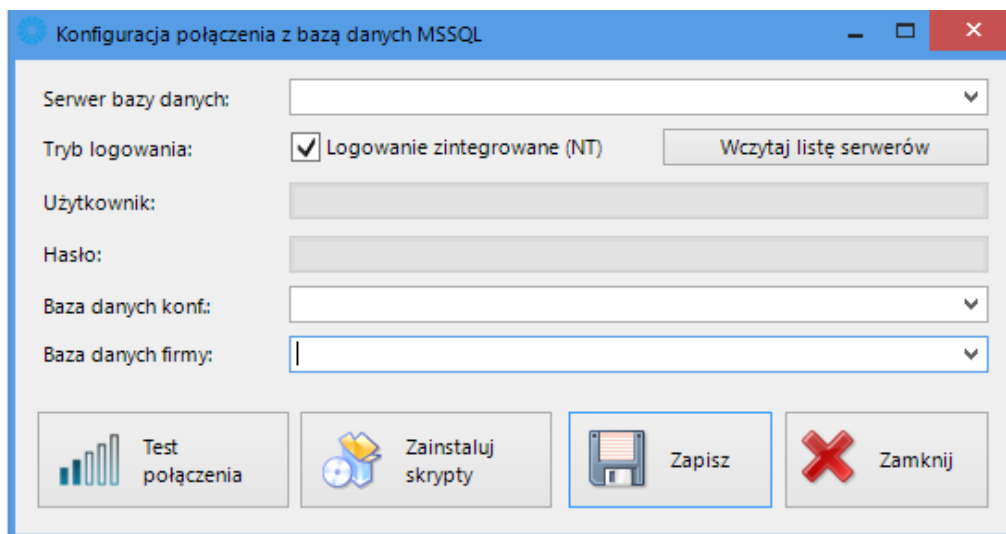 Konfiguracja połączenia z bazą danych MSSQL
Serwer bazy danych:
Tryb logowania: Logowanie zintegrowane (NT) Wczytaj listę serwerów
Użytkownik:
Hasło:
Baza danych konf.:
Baza danych firmy:
Test
połączenia
Zainstaluj
skrypty
Zapisz
Zamknij